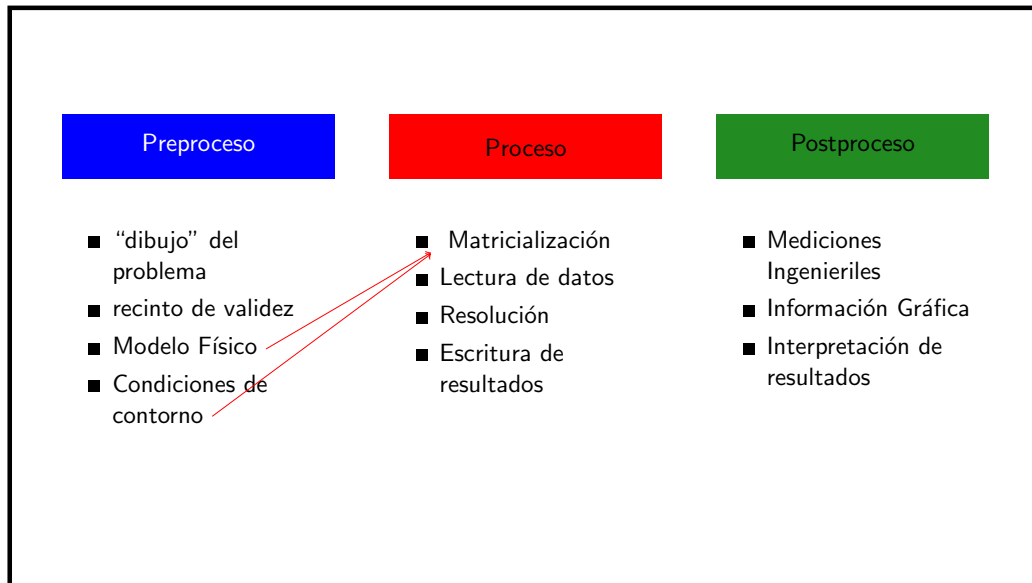 Preproceso
“dibujo” del
problema
recinto de validez
Modelo Físico
Condiciones de
contorno
Proceso
Matricialización
Lectura de datos
Resolución
Escritura de
resultados
Postproceso
Mediciones
Ingenieriles
Información Gráfica
Interpretación de
resultados